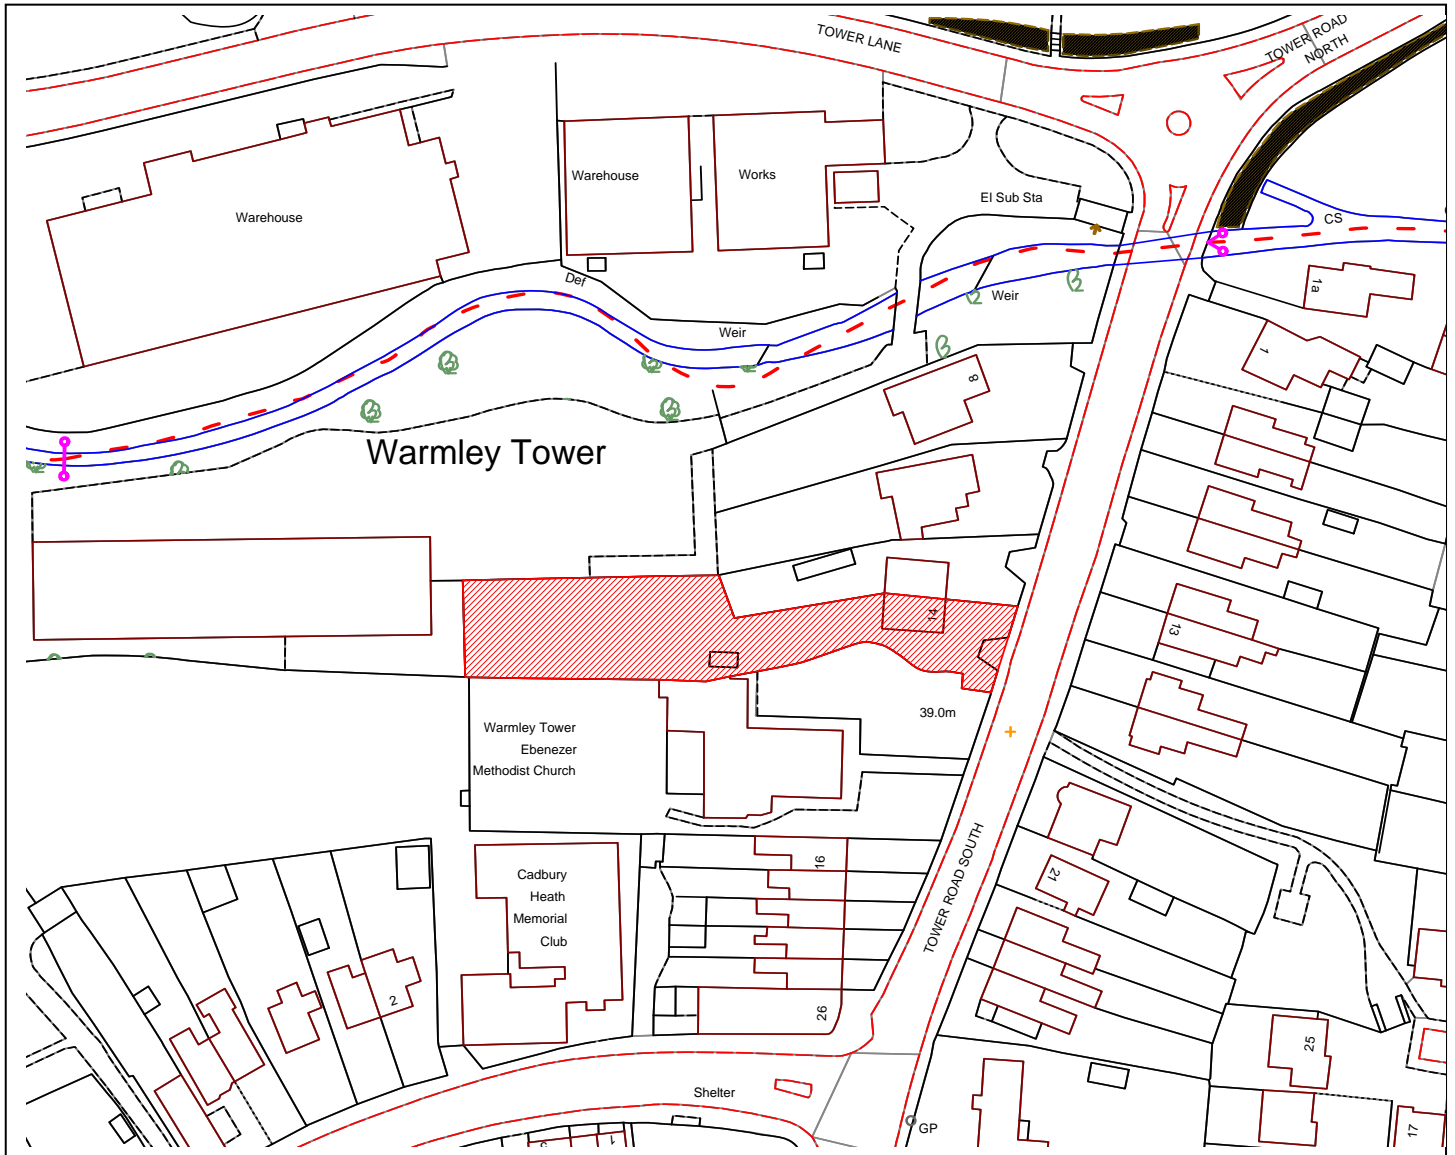 TOWER LANE
TOWER ROAD
NORTH
Warehouse
Works
Warehouse
El Sub Sta
CS
1a
Def
Weir
Weir
1
8
Warmley Tower
14
13
39.0m
Warmley Tower
Ebenezer
Methodist Church
TOWER ROAD SOUTH
16
21
Cadbury
Heath
Memorial
Club
2
26
25
Shelter
GP
17
1